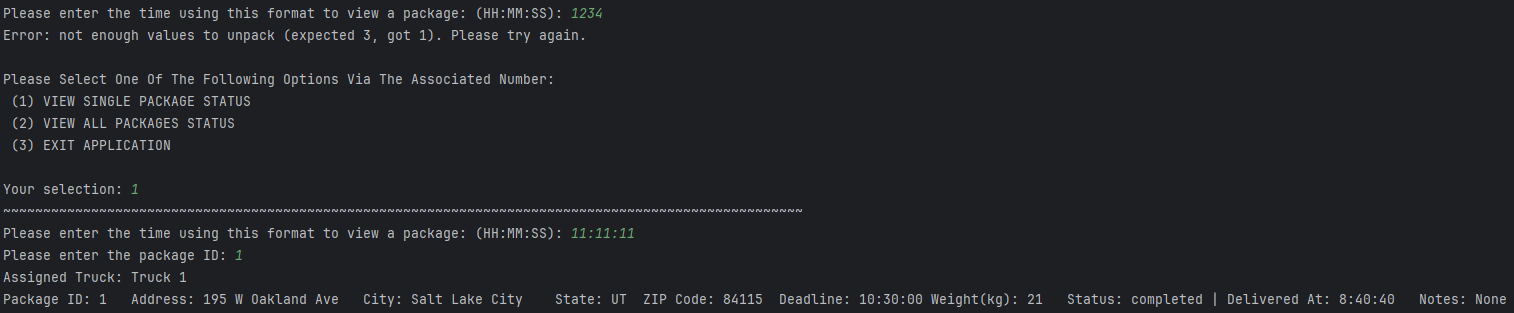 Please enter the time using this format to view a package: (HH:MM:SS): 1234
Error: not enough values to unpack (expected 3, got 1). Please try again.
Please Select One Of The Following Options Via The Associated Number:
(1) VIEW SINGLE PACKAGE STATUS
(2) VIEW ALL PACKAGES STATUS
(3) EXIT APPLICATION
Your selection: 1
~~~~~~~~~~~~~~~~~~~~~~~~~~~~~~~~~~~~~~~~~~~~~~~~~~~~~~~~~~~~~~~~~~~~~~~~~~~~~~~~~~~~~~~~~~~~~~~~~~~~
Please enter the time using this format to view a package: (HH:MM:SS): 11:11:11
Please enter the package ID: 1
Assigned Truck: Truck 1
Package ID: 1   Address: 195 W Oakland Ave   City: Salt Lake City    State: UT  ZIP Code: 84115  Deadline: 10:30:00 Weight(kg): 21   Status: completed | Delivered At: 8:40:40   Notes: None